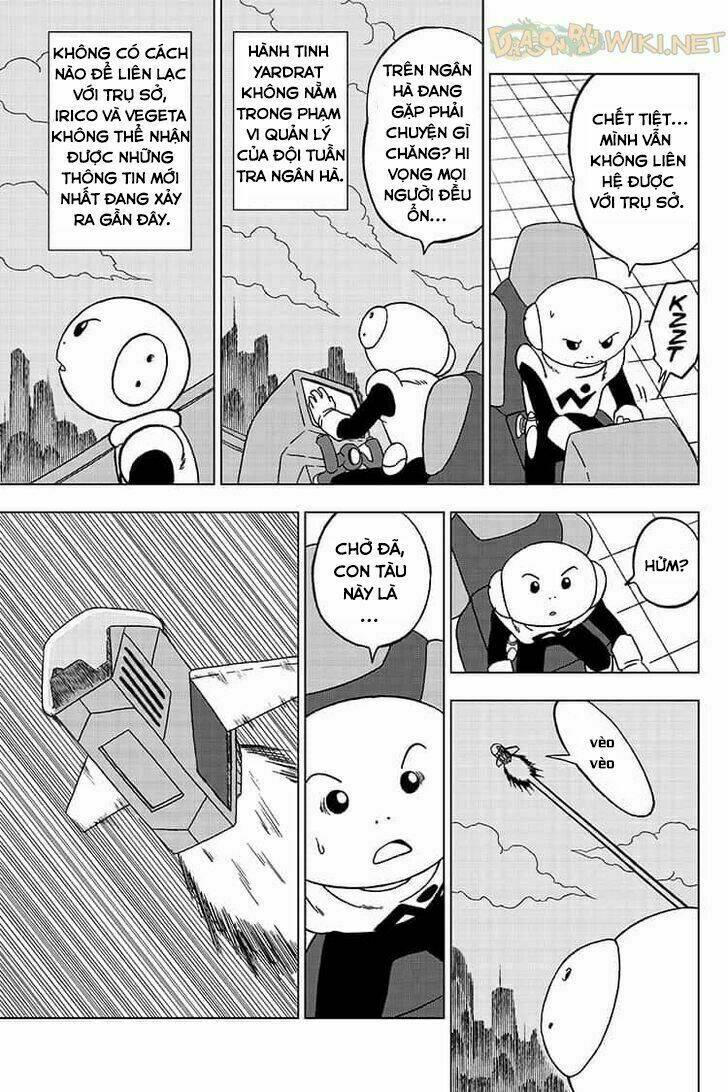 DRAGON BALL WIKI.NET
CHẾT TIỆT...
MÌNH VẪN
KHÔNG LIÊN
HỆ ĐƯỢC
VỚI TRỤ SỞ.
KZZT
TRÊN NGÂN
HÀ ĐANG
GẶP PHẢI
CHUYỆN GÌ
CHĂNG? HI
VỌNG MỌI
NGƯỜI ĐỀU
ỔN...
HÀNH TINH
YARDRAT
KHÔNG NẰM
TRONG PHẠM
VI QUẢN LÝ
CỦA ĐỘI TUẦN
TRA NGÂN HÀ.
KHÔNG CÓ CÁCH
NÀO ĐỂ LIÊN LẠC
VỚI TRỤ SỞ,
IRICO VÀ VEGETA
KHÔNG THỂ NHẬN
ĐƯỢC NHỮNG
THÔNG TIN MỚI
NHẤT ĐANG XẢY
RA GẦN ĐÂY.
HỬM?
vèo
vèo
CHỜ ĐÃ,
CON TÀU
NÀY LÀ
...